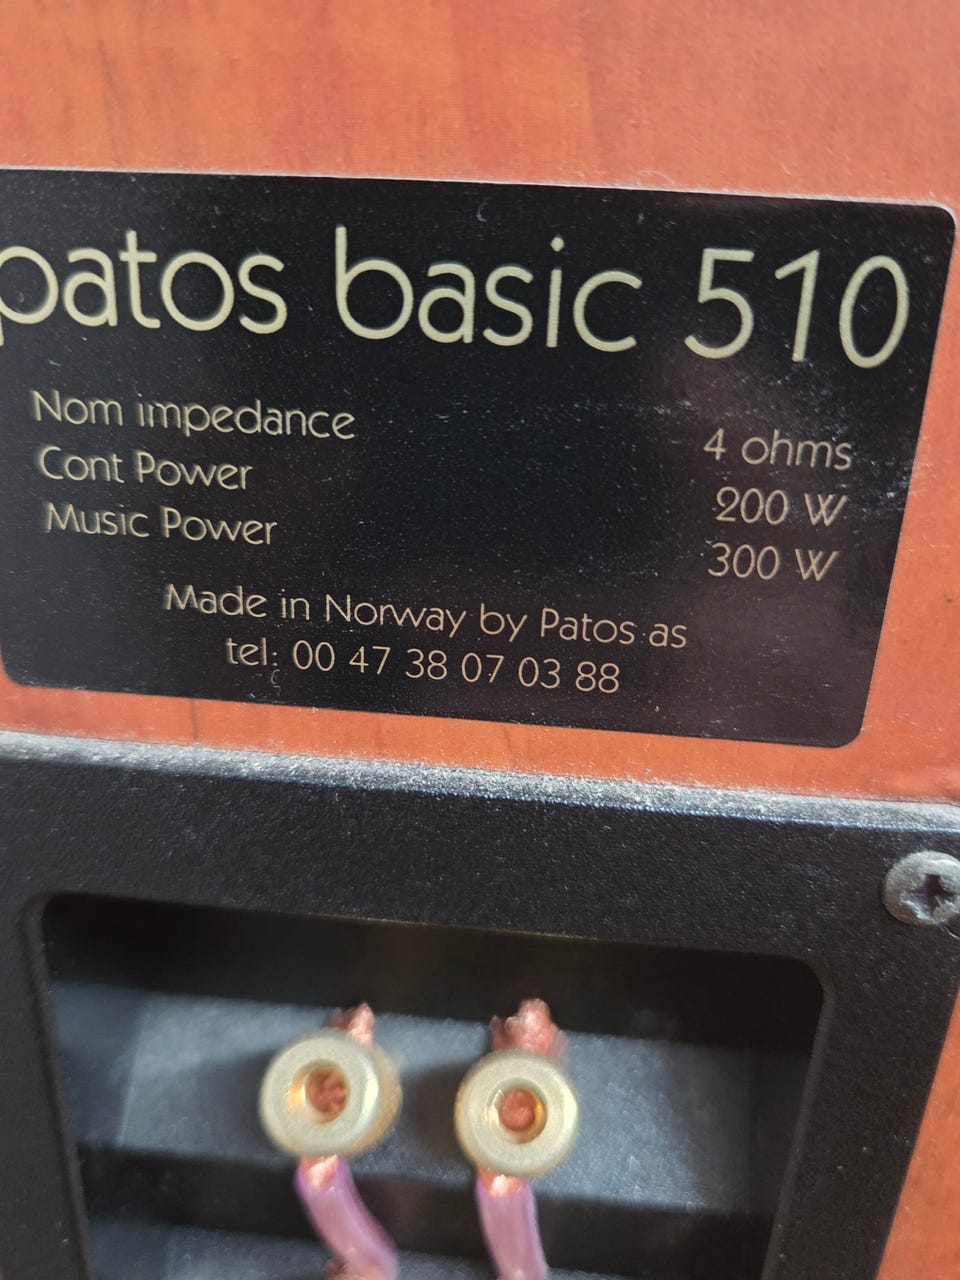 patos basic 510
Nom impedance 4 ohms
Cont Power 200 W
Music Power 300 W
Made in Norway by Patos as
tel: 00 47 38 07 03 88